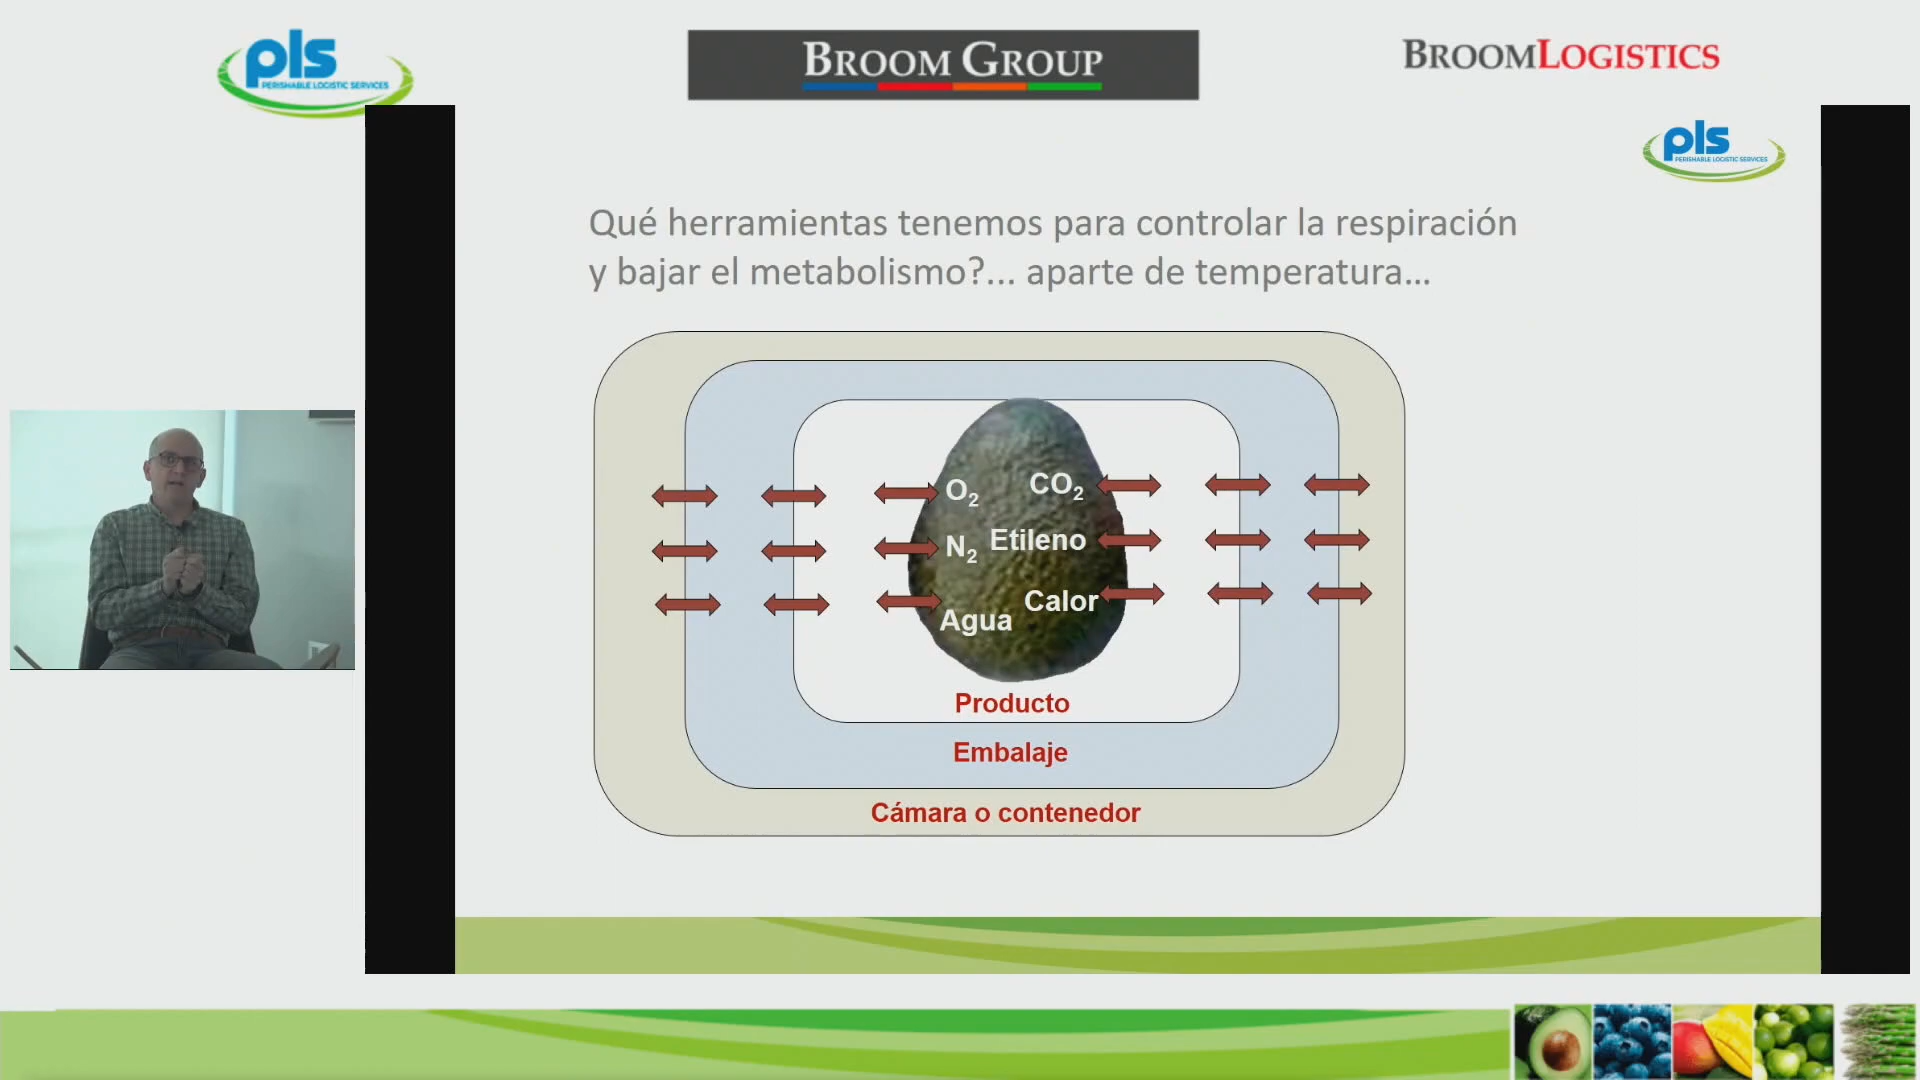 pls
PERISHABLE LOGISTIC SERVICES
BROOM GROUP
BROOMLOGISTICS
pls
PERISHABLE LOGISTIC SERVICES
Qué herramientas tenemos para controlar la respiración
y bajar el metabolismo?... aparte de temperatura...
O₂
CO₂
N₂
Etileno
Agua
Calor
Producto
Embalaje
Cámara o contenedor